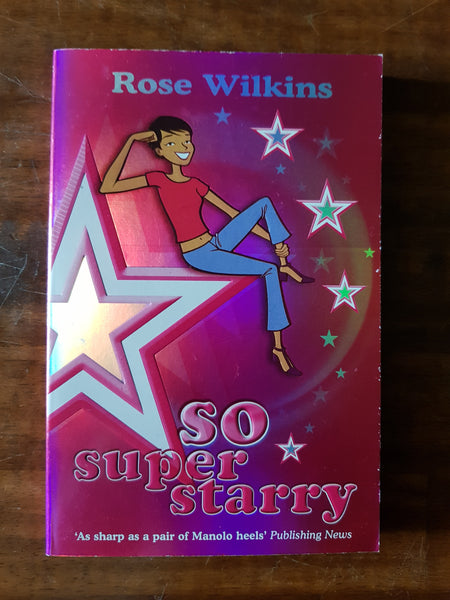 Rose Wilkins
so
super
starry
‘As sharp as a pair of Manolo heels’ Publishing News